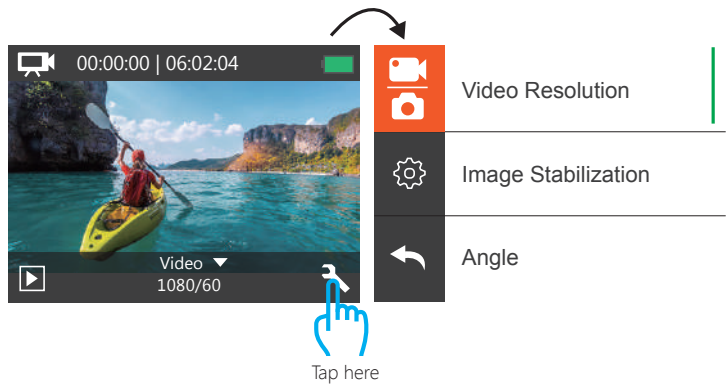 00:00:00 | 06:02:04
Video
1080/60
Tap here
Video Resolution
Image Stabilization
Angle